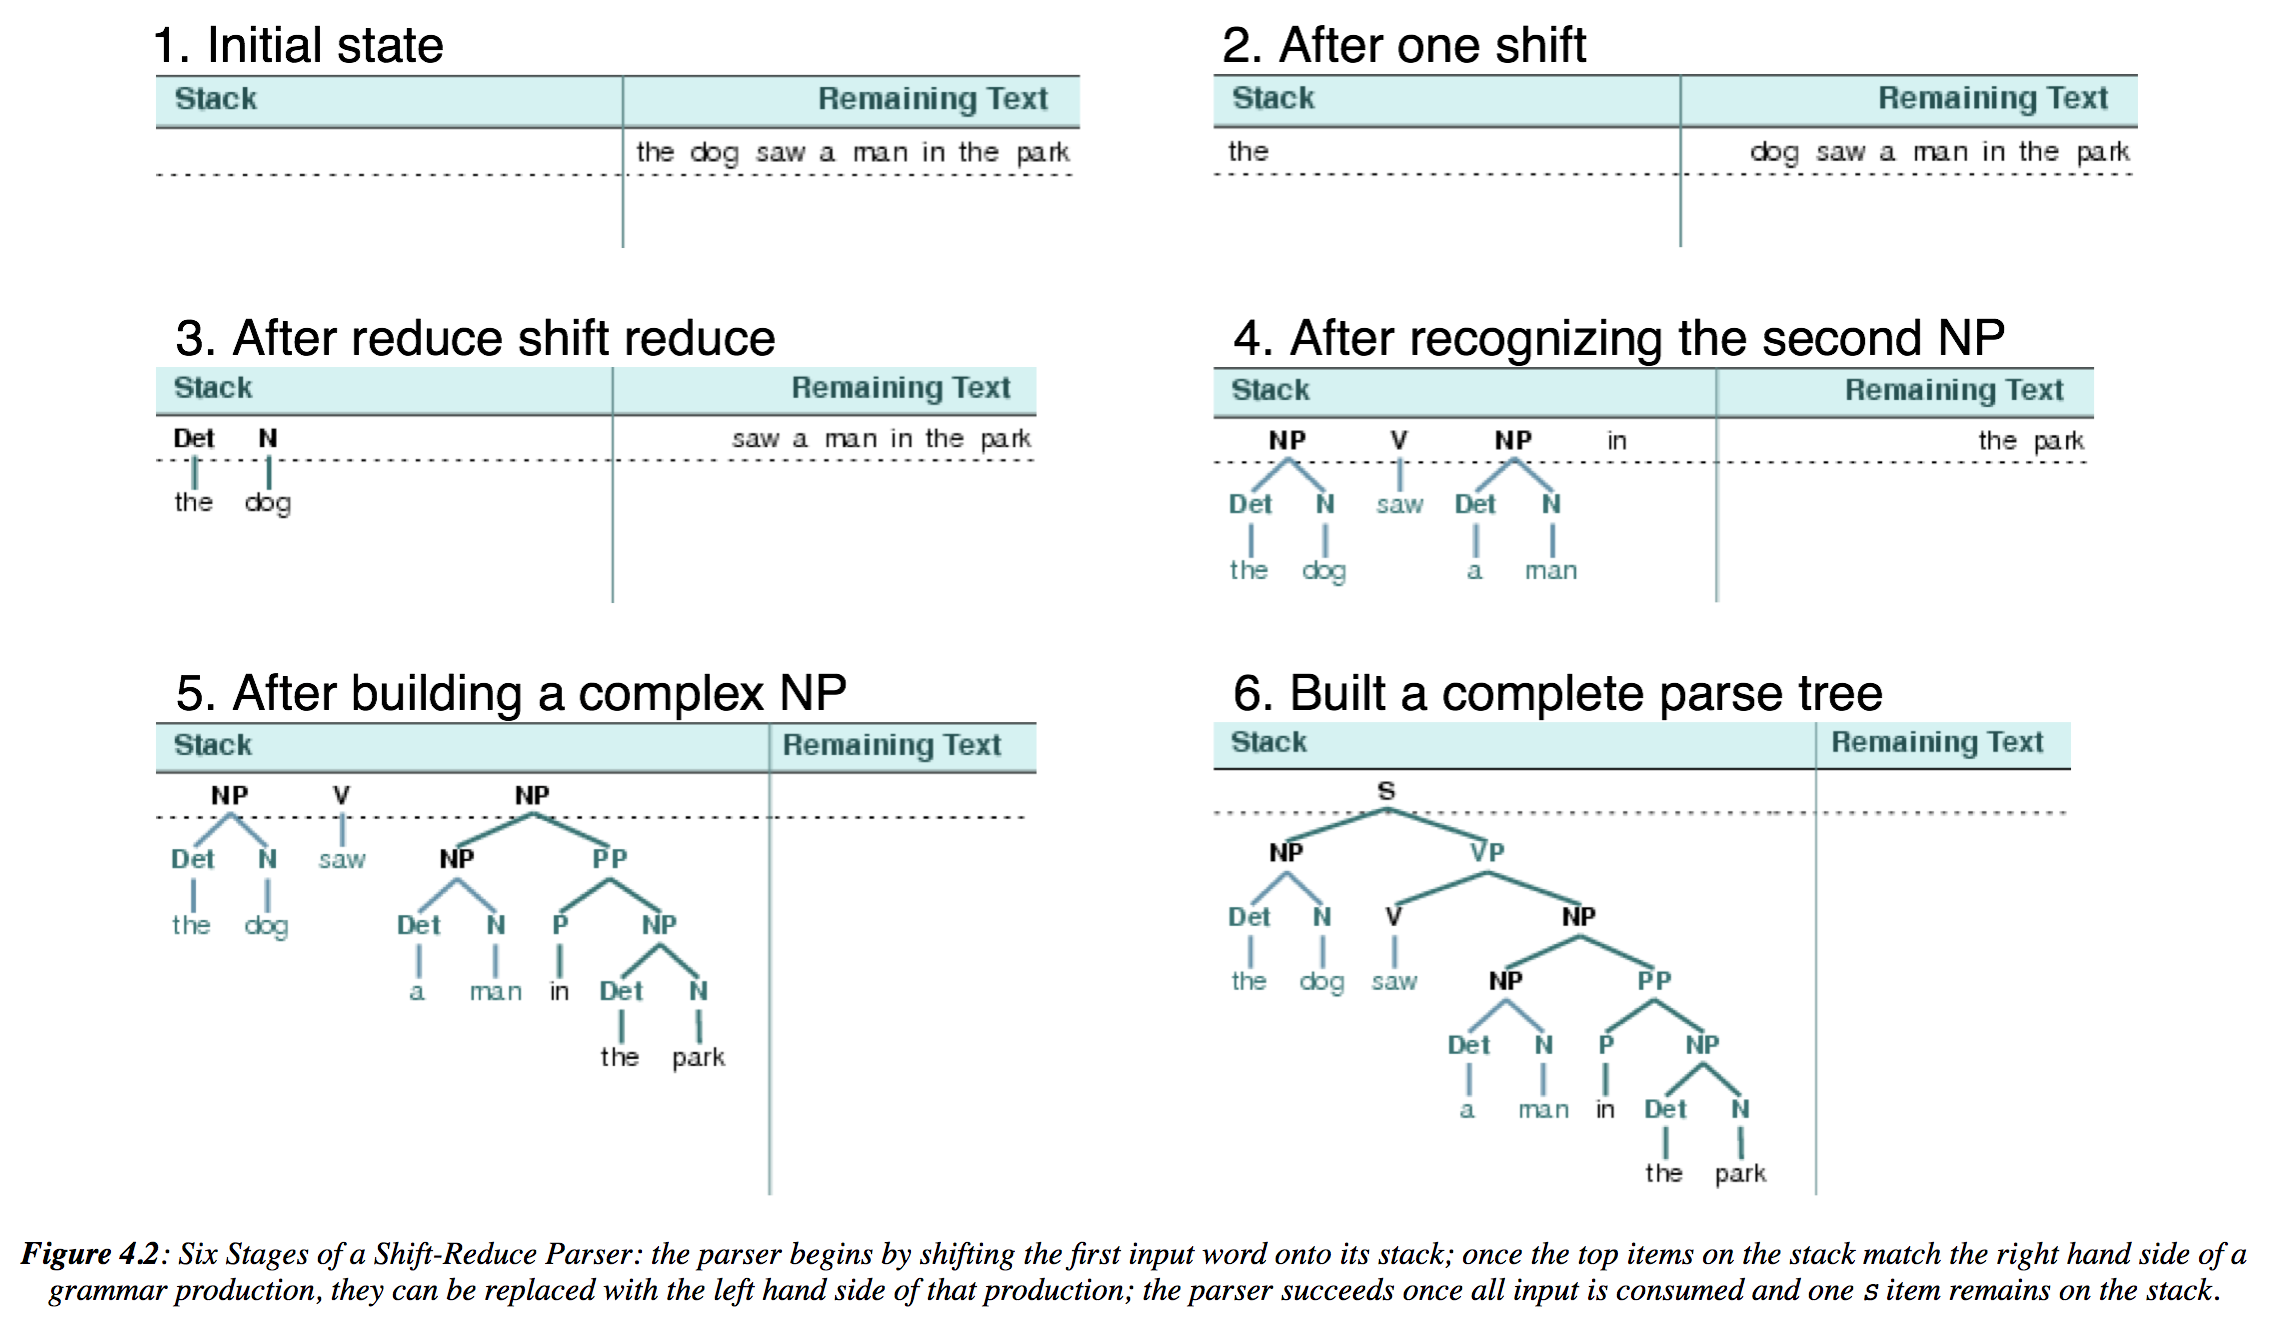 1. Initial state
Stack Remaining Text
the dog saw a man in the park
2. After one shift
Stack Remaining Text
the dog saw a man in the park
3. After reduce shift reduce
Stack Remaining Text
Det N saw a man in the park
the dog
4. After recognizing the second NP
Stack Remaining Text
NP V NP in the park
Det N saw Det N
the dog a man
5. After building a complex NP
Stack Remaining Text
NP V NP
Det N saw NP PP
the dog Det N P NP
a man in Det N
the park
6. Built a complete parse tree
Stack Remaining Text
S
NP VP
Det N V NP
the dog saw NP PP
Det N P NP
a man in Det N
the park
Figure 4.2: Six Stages of a Shift-Reduce Parser: the parser begins by shifting the first input word onto its stack; once the top items on the stack match the right hand side of a
grammar production, they can be replaced with the left hand side of that production; the parser succeeds once all input is consumed and one S item remains on the stack.